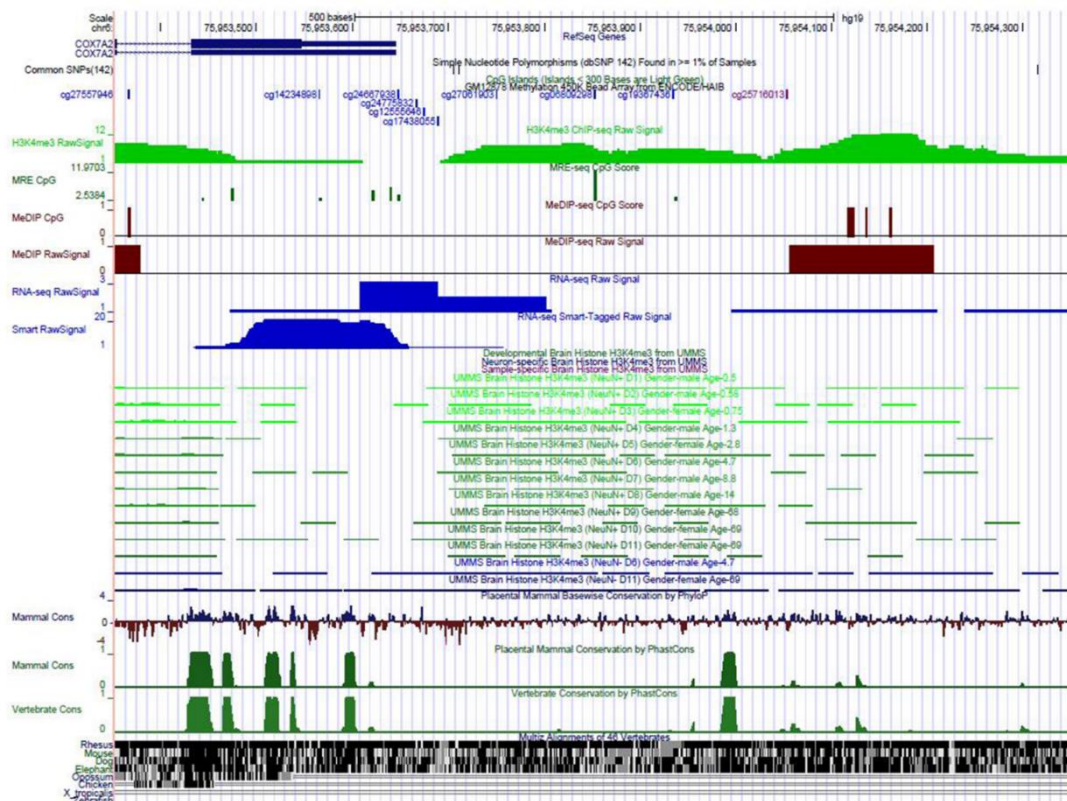 Scale 500 bases hg19
chr6: 75,953,500 75,953,600 75,953,700 75,953,800 75,953,900 75,954,000 75,954,100 75,954,200 75,954,300
RefSeq Genes
COX7A2
COX7A2
Simple Nucleotide Polymorphisms (dbSNP 142) Found in >= 1% of Samples
Common SNPs(142)
CpG Islands (Islands < 300 Bases are Light Green)
GM12878 Methylation 450K Bead Array from ENCODE/HAIB
cg27557946 cg14234898 cg24667938 cg27061903 cg06809298 cg19367436 cg25716013
cg24775832
cg12555646
cg17438055
12 H3K4me3 ChIP-seq Raw Signal
H3K4me3 RawSignal
1
11.9703 MRE-seq CpG Score
MRE CpG
2.5384
1 MeDIP-seq CpG Score
MeDIP CpG
0
1 MeDIP-seq Raw Signal
MeDIP RawSignal
0
3 RNA-seq Raw Signal
RNA-seq RawSignal
1
20 RNA-seq Smart-Tagged Raw Signal
Smart RawSignal
1
Developmental Brain Histone H3K4me3 from UMMS
Neuron-specific Brain Histone H3K4me3 from UMMS
Sample-specific Brain Histone H3K4me3 from UMMS
UMMS Brain Histone H3K4me3 (NeuN+ D1) Gender-male Age-0.5
UMMS Brain Histone H3K4me3 (NeuN+ D2) Gender-male Age-0.58
UMMS Brain Histone H3K4me3 (NeuN+ D3) Gender-female Age-0.75
UMMS Brain Histone H3K4me3 (NeuN+ D4) Gender-male Age-1.3
UMMS Brain Histone H3K4me3 (NeuN+ D5) Gender-female Age-2.8
UMMS Brain Histone H3K4me3 (NeuN+ D6) Gender-male Age-4.7
UMMS Brain Histone H3K4me3 (NeuN+ D7) Gender-male Age-8.8
UMMS Brain Histone H3K4me3 (NeuN+ D8) Gender-male Age-14
UMMS Brain Histone H3K4me3 (NeuN+ D9) Gender-female Age-68
UMMS Brain Histone H3K4me3 (NeuN+ D10) Gender-female Age-69
UMMS Brain Histone H3K4me3 (NeuN+ D11) Gender-female Age-69
UMMS Brain Histone H3K4me3 (NeuN- D6) Gender-male Age-4.7
UMMS Brain Histone H3K4me3 (NeuN- D11) Gender-female Age-69
4 Placental Mammal Basewise Conservation by PhyloP
Mammal Cons
0
-4
1 Placental Mammal Conservation by PhastCons
Mammal Cons
0
1 Vertebrate Conservation by PhastCons
Vertebrate Cons
0
Multiz Alignments of 46 Vertebrates
Rhesus
Mouse
Dog
Elephant
Opossum
Chicken
X_tropicalis
Zebrafish